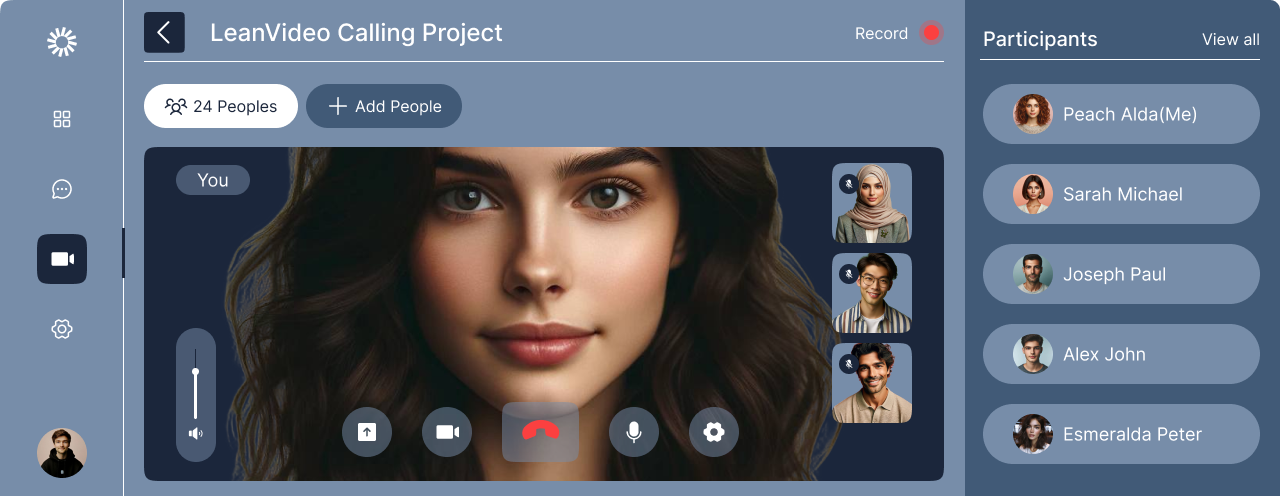 LeanVideo Calling Project
Record
24 Peoples
Add People
You
Participants
View all
Peach Alda(Me)
Sarah Michael
Joseph Paul
Alex John
Esmeralda Peter